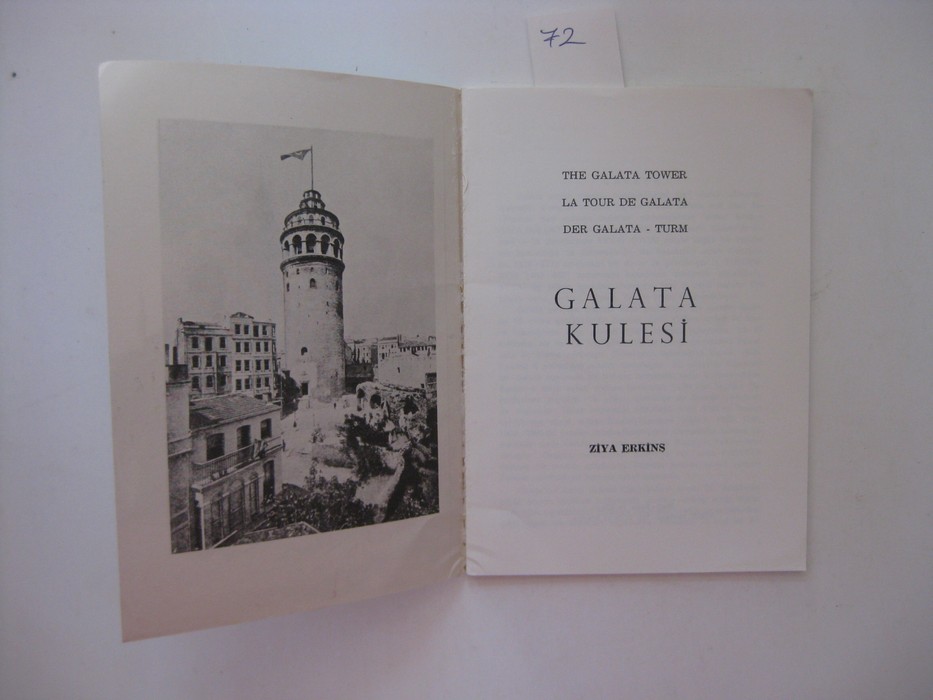 72
THE GALATA TOWER
LA TOUR DE GALATA
DER GALATA - TURM
GALATA
KULESİ
ZİYA ERKİNS